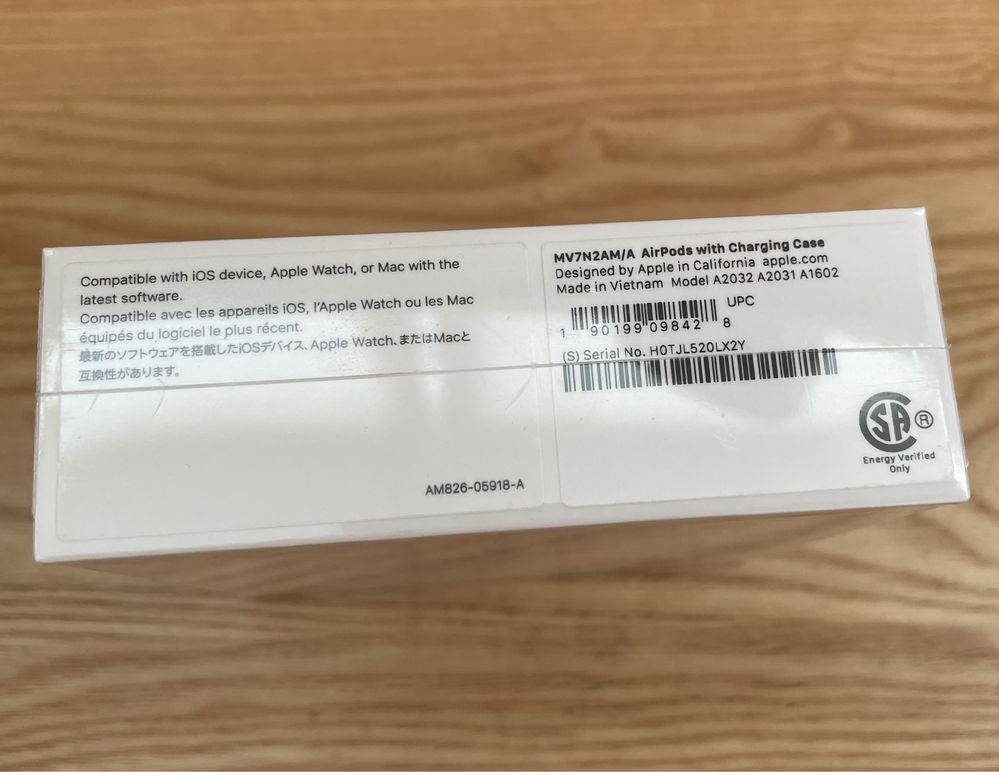 Compatible with iOS device, Apple Watch, or Mac with the
latest software.
Compatible avec les appareils iOS, l'Apple Watch ou les Mac
équipés du logiciel le plus récent.
最新のソフトウェアを搭載したiOSデバイス、Apple Watch、またはMacと
互換性があります。
AM826-05918-A
MV7N2AM/A AirPods with Charging Case
Designed by Apple in California apple.com
Made in Vietnam Model A2032 A2031 A1602
UPC
1 90199 09842 8
(S) Serial No. H0TJL520LX2Y
CSA ®
Energy Verified
Only